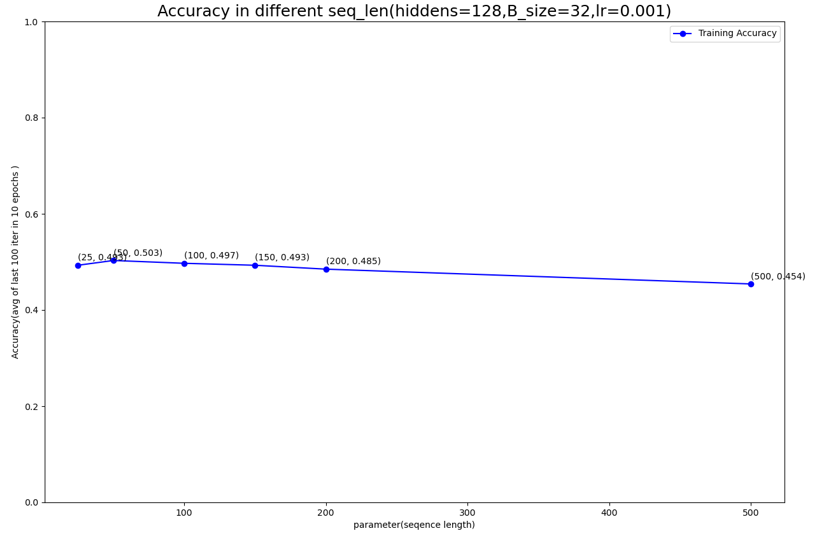 Accuracy in different seq_len(hiddens=128,B_size=32,lr=0.001)
Training Accuracy
Accuracy(avg of last 100 iter in 10 epochs )
1.0
0.8
0.6
0.4
0.2
0.0
(25, 0.493)
(50, 0.503)
(100, 0.497)
(150, 0.493)
(200, 0.485)
(500, 0.454)
100 200 300 400 500
parameter(seqence length)